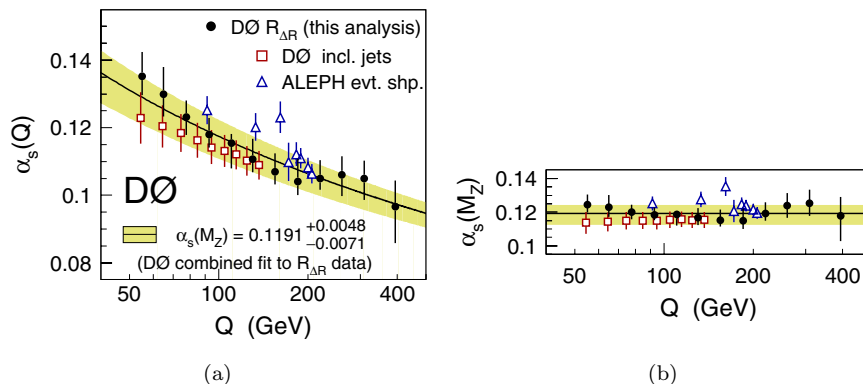 DØ R_ΔR (this analysis)
DØ incl. jets
ALEPH evt. shp.
0.14
0.12
0.1
0.08
α_s(Q)
DØ
α_s(M_Z) = 0.1191 +0.0048 −0.0071
(DØ combined fit to R_ΔR data)
50 100 200 400
Q (GeV)
(a)
0.14
0.12
0.1
α_s(M_Z)
50 100 200 400
Q (GeV)
(b)